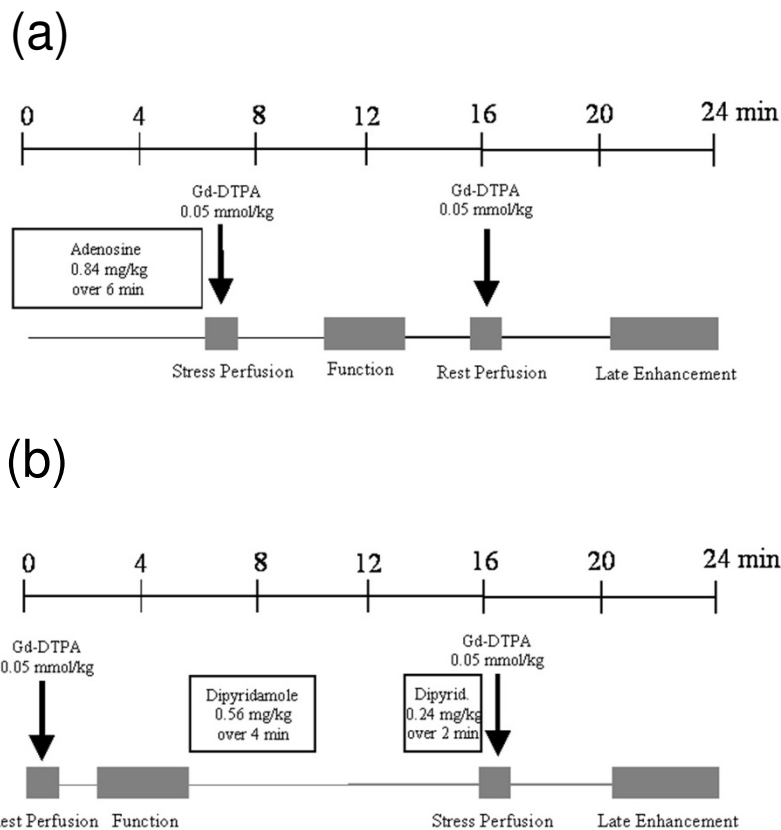 (a)
0 4 8 12 16 20 24 min
Gd-DTPA
0.05 mmol/kg
Gd-DTPA
0.05 mmol/kg
Adenosine
0.84 mg/kg
over 6 min
Stress Perfusion Function Rest Perfusion Late Enhancement
(b)
0 4 8 12 16 20 24 min
Gd-DTPA
0.05 mmol/kg
Gd-DTPA
0.05 mmol/kg
Dipyridamole
0.56 mg/kg
over 4 min
Dipyrid.
0.24 mg/kg
over 2 min
est Perfusion Function Stress Perfusion Late Enhancement